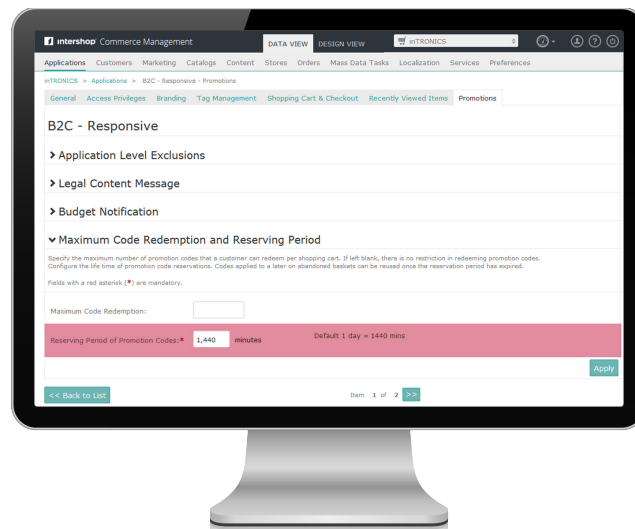 intershop Commerce Management DATA VIEW DESIGN VIEW inTRONICS
Applications Customers Marketing Catalogs Content Stores Orders Mass Data Tasks Localization Services Preferences
inTRONICS > Applications > B2C - Responsive - Promotions
General Access Privileges Branding Tag Management Shopping Cart & Checkout Recently Viewed Items Promotions
B2C - Responsive
Application Level Exclusions
Legal Content Message
Budget Notification
Maximum Code Redemption and Reserving Period
Specify the maximum number of promotion codes that a customer can redeem per shopping cart. If left blank, there is no restriction in redeeming promotion codes.
Configure the life time of promotion code reservations. Codes applied to a later on abandoned baskets can be reused once the reservation period has expired.
Fields with a red asterisk (*) are mandatory.
Maximum Code Redemption:
Reserving Period of Promotion Codes:* 1,440 minutes Default 1 day = 1440 mins
Apply
<< Back to List Item 1 of 2 >>